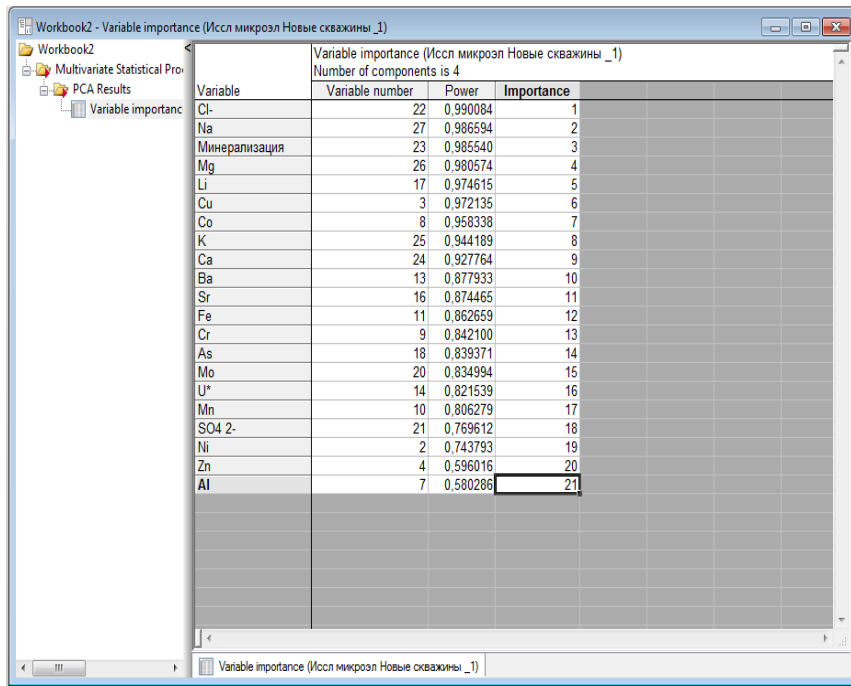 Workbook2 - Variable importance (Иссл микроэл Новые скважины _1)
Workbook2
Multivariate Statistical Pro
PCA Results
Variable importanc
Variable importance (Иссл микроэл Новые скважины _1)
Number of components is 4
Variable Variable number Power Importance
Cl- 22 0,990084 1
Na 27 0,986594 2
Минерализация 23 0,985540 3
Mg 26 0,980574 4
Li 17 0,974615 5
Cu 3 0,972135 6
Co 8 0,958338 7
K 25 0,944189 8
Ca 24 0,927764 9
Ba 13 0,877933 10
Sr 16 0,874465 11
Fe 11 0,862659 12
Cr 9 0,842100 13
As 18 0,839371 14
Mo 20 0,834994 15
U* 14 0,821539 16
Mn 10 0,806279 17
SO4 2- 21 0,769612 18
Ni 2 0,743793 19
Zn 4 0,596016 20
Al 7 0,580286 21
Variable importance (Иссл микроэл Новые скважины _1)